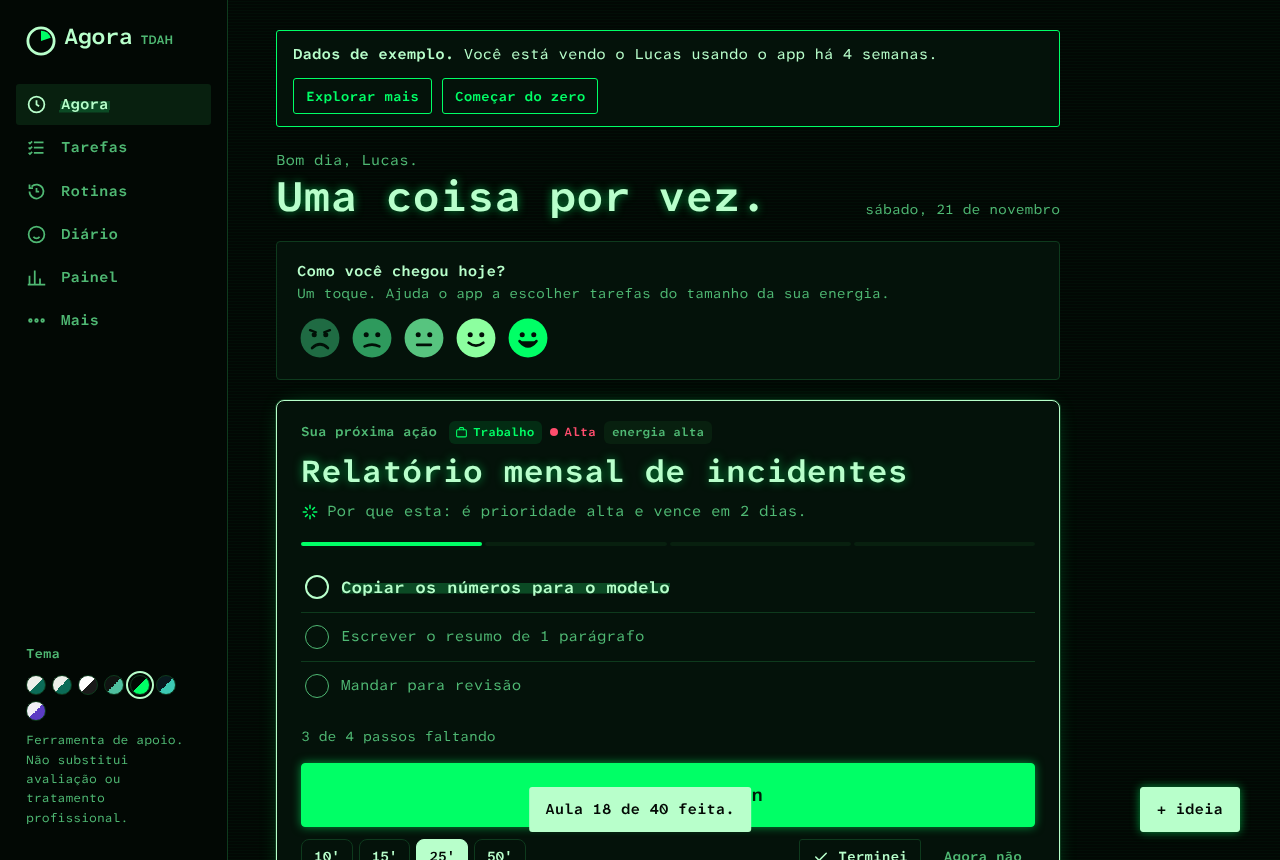 Agora TDAH
Agora
Tarefas
Rotinas
Diário
Painel
Mais
Tema
Ferramenta de apoio.
Não substitui
avaliação ou
tratamento
profissional.
Dados de exemplo. Você está vendo o Lucas usando o app há 4 semanas.
Explorar mais
Começar do zero
Bom dia, Lucas.
Uma coisa por vez.
sábado, 21 de novembro
Como você chegou hoje?
Um toque. Ajuda o app a escolher tarefas do tamanho da sua energia.
Sua próxima ação Trabalho Alta energia alta
Relatório mensal de incidentes
Por que esta: é prioridade alta e vence em 2 dias.
Copiar os números para o modelo
Escrever o resumo de 1 parágrafo
Mandar para revisão
3 de 4 passos faltando
Aula 18 de 40 feita.
+ ideia
10' 15' 25' 50' Terminei Agora não